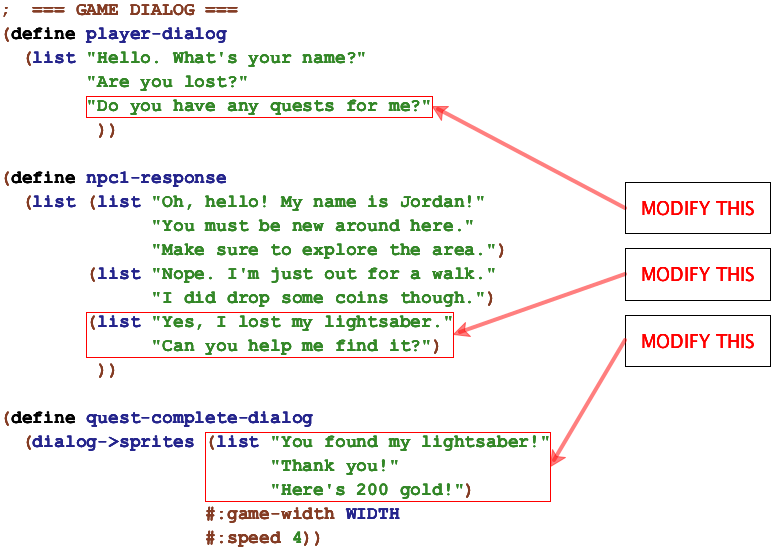 ;  === GAME DIALOG ===
(define player-dialog
  (list "Hello. What's your name?"
        "Are you lost?"
        "Do you have any quests for me?"
         ))
(define npc1-response
  (list (list "Oh, hello! My name is Jordan!"
              "You must be new around here."
              "Make sure to explore the area.")
        (list "Nope. I'm just out for a walk."
              "I did drop some coins though.")
        (list "Yes, I lost my lightsaber."
              "Can you help me find it?")
         ))
(define quest-complete-dialog
  (dialog->sprites (list "You found my lightsaber!"
                         "Thank you!"
                         "Here's 200 gold!")
                   #:game-width WIDTH
                   #:speed 4))
MODIFY THIS
MODIFY THIS
MODIFY THIS